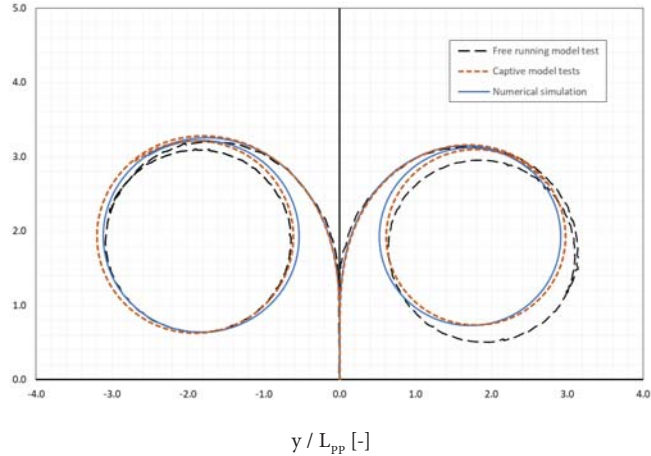 5.0
4.0
3.0
2.0
1.0
0.0
Free running model test
Captive model tests
Numerical simulation
-4.0 -3.0 -2.0 -1.0 0.0 1.0 2.0 3.0 4.0
y / Lpp [-]